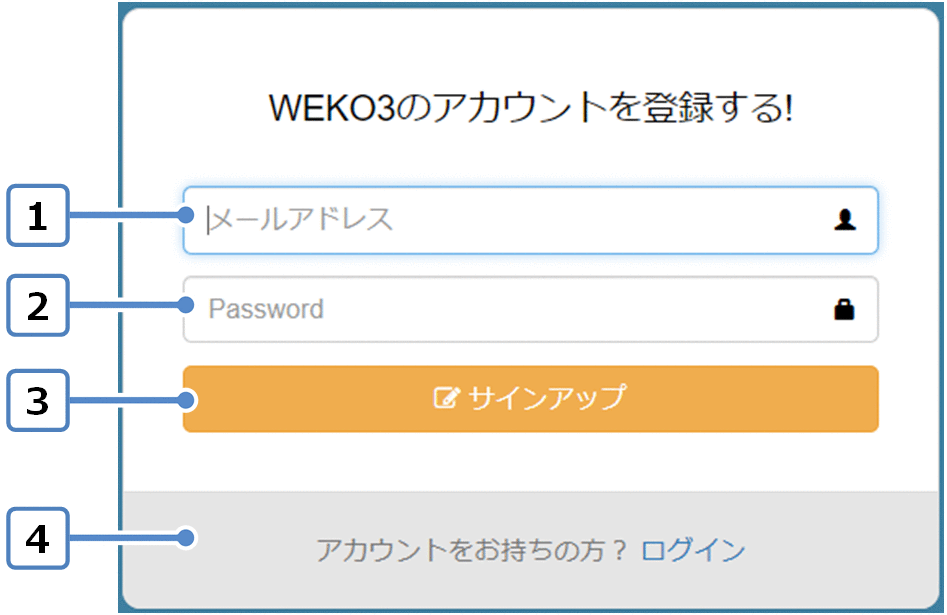 WEKO3のアカウントを登録する!
1
メールアドレス
2
Password
3
サインアップ
4
アカウントをお持ちの方？ ログイン